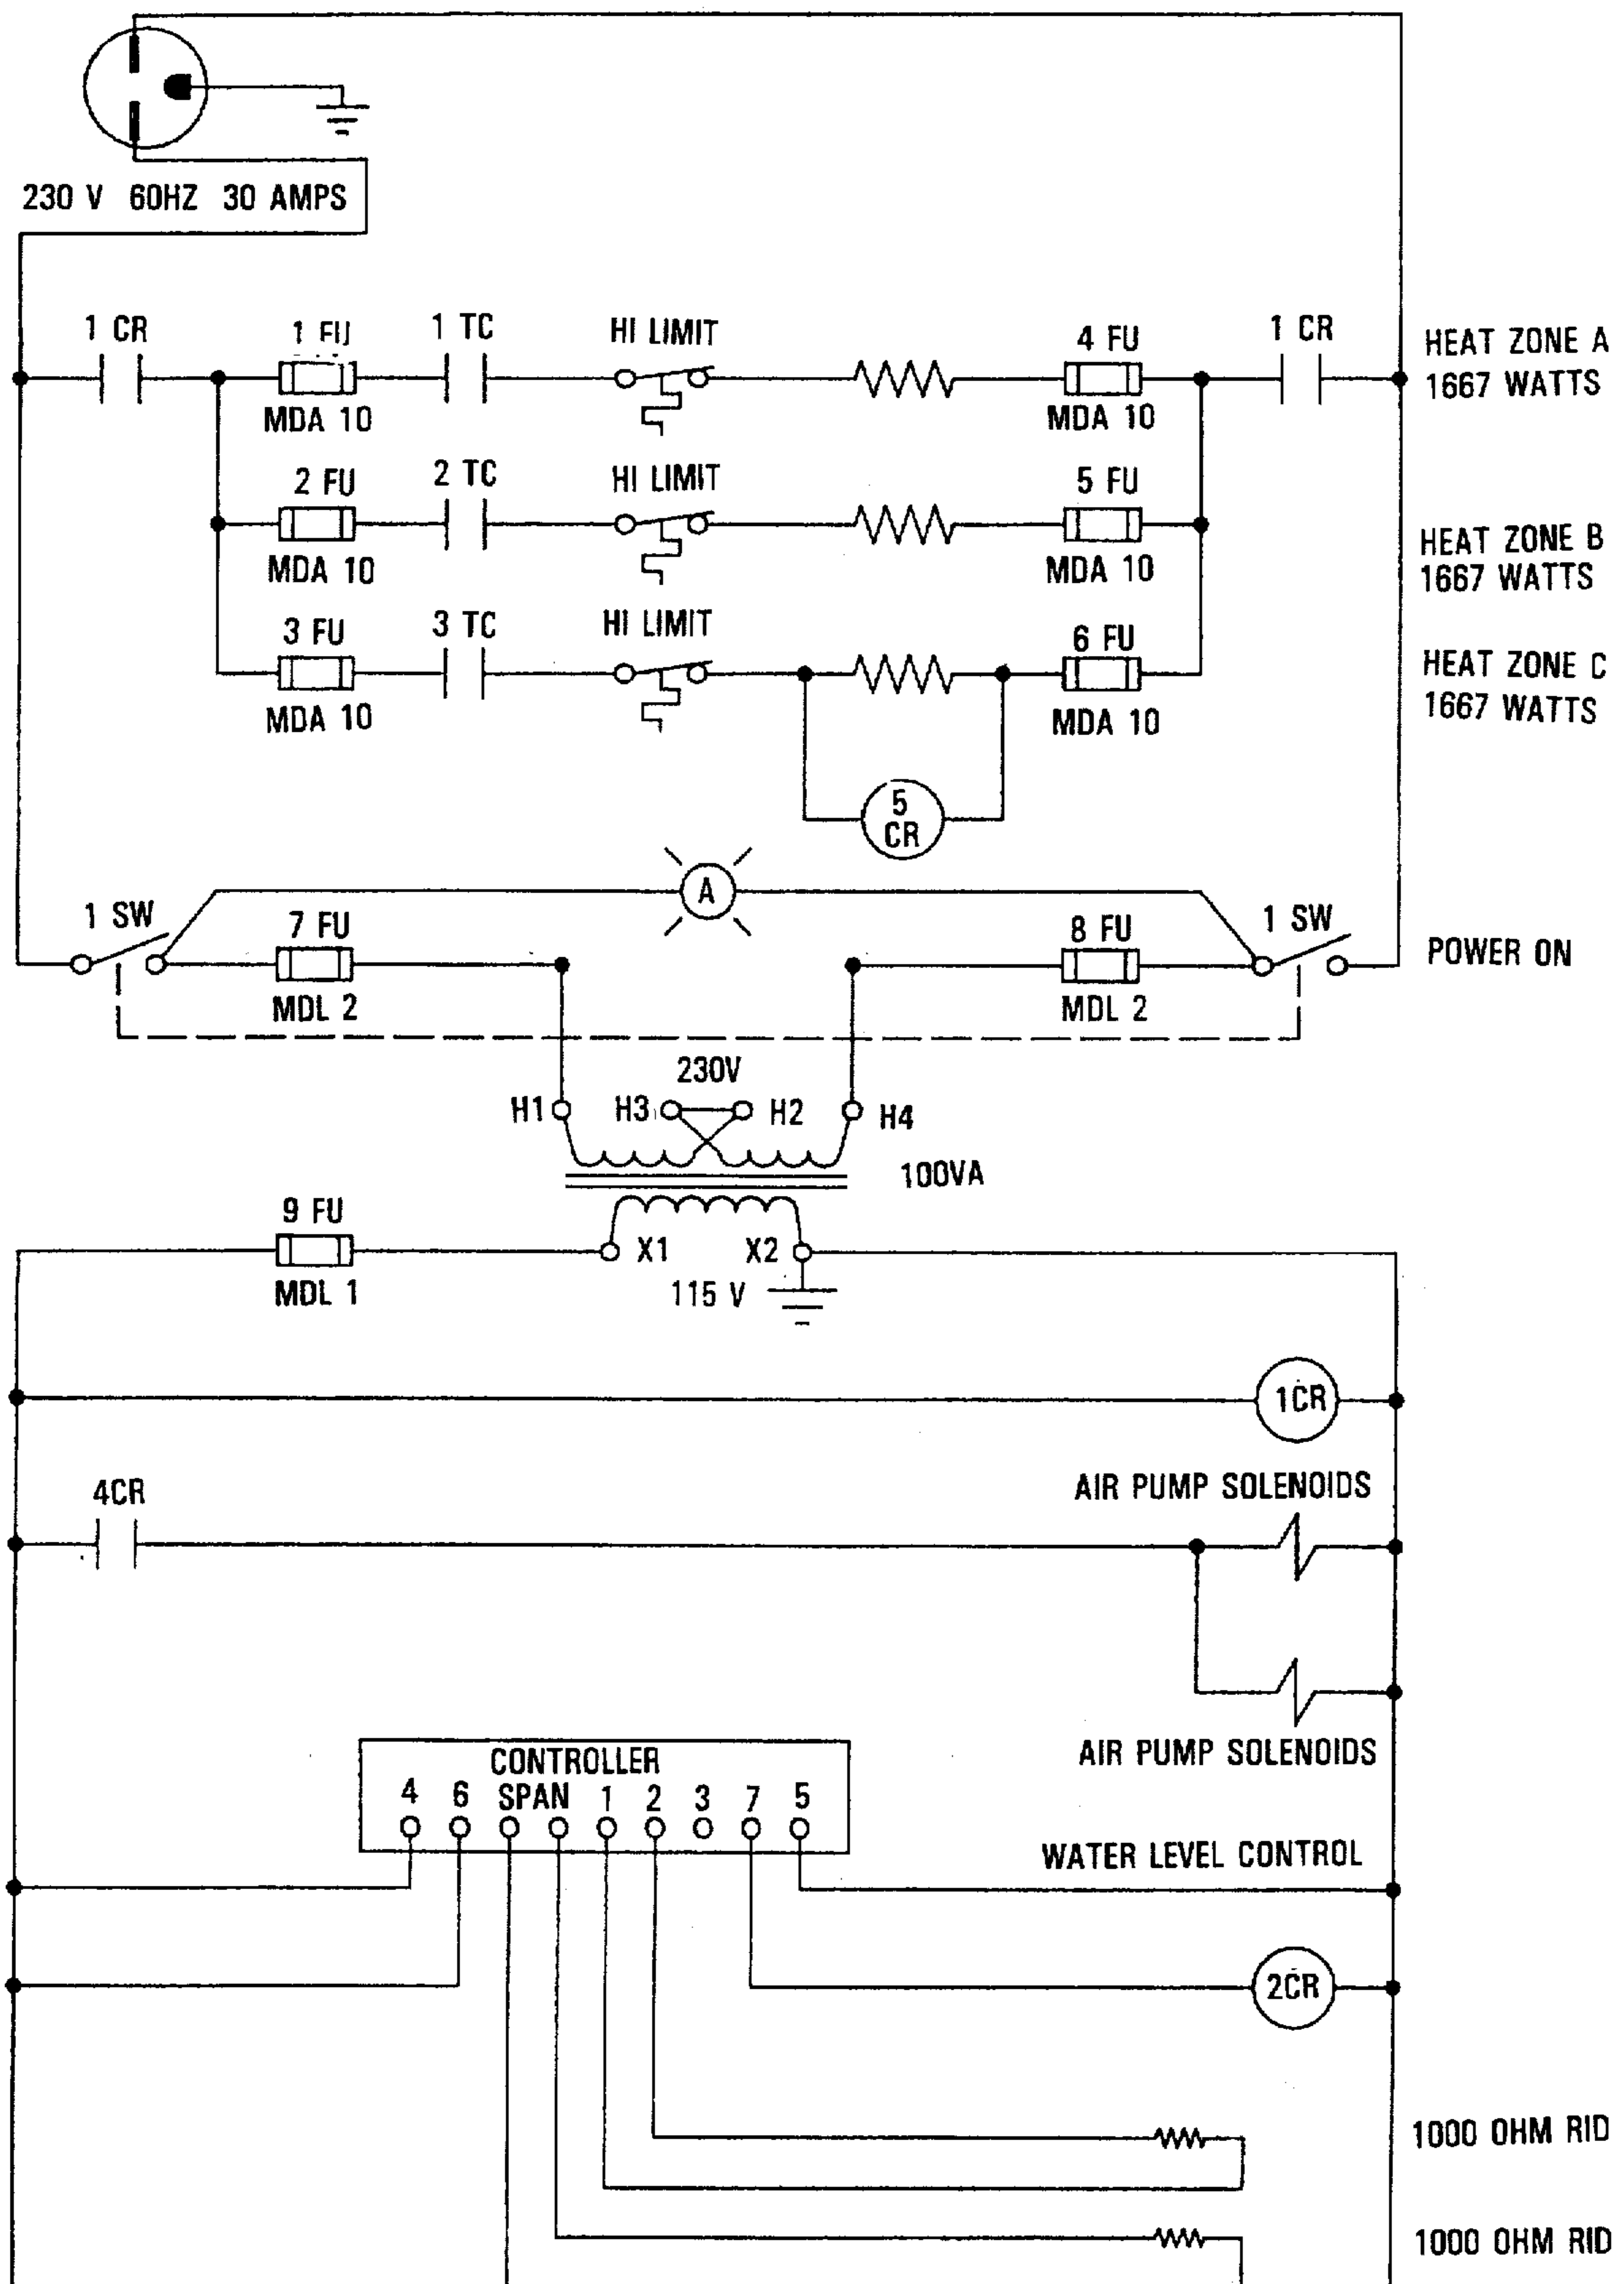 230 V 60HZ 30 AMPS
1 CR
1 FU
1 TC
HI LIMIT
4 FU
1 CR
HEAT ZONE A
1667 WATTS
MDA 10
MDA 10
2 FU
2 TC
HI LIMIT
5 FU
HEAT ZONE B
1667 WATTS
MDA 10
MDA 10
3 FU
3 TC
HI LIMIT
6 FU
HEAT ZONE C
1667 WATTS
MDA 10
MDA 10
5
CR
A
1 SW
7 FU
8 FU
1 SW
POWER ON
MDL 2
MDL 2
230V
H1
H3
H2
H4
100VA
9 FU
X1
X2
MDL 1
115 V
1CR
4CR
AIR PUMP SOLENOIDS
AIR PUMP SOLENOIDS
CONTROLLER
4 6 SPAN 1 2 3 7 5
WATER LEVEL CONTROL
2CR
1000 OHM RID
1000 OHM RID